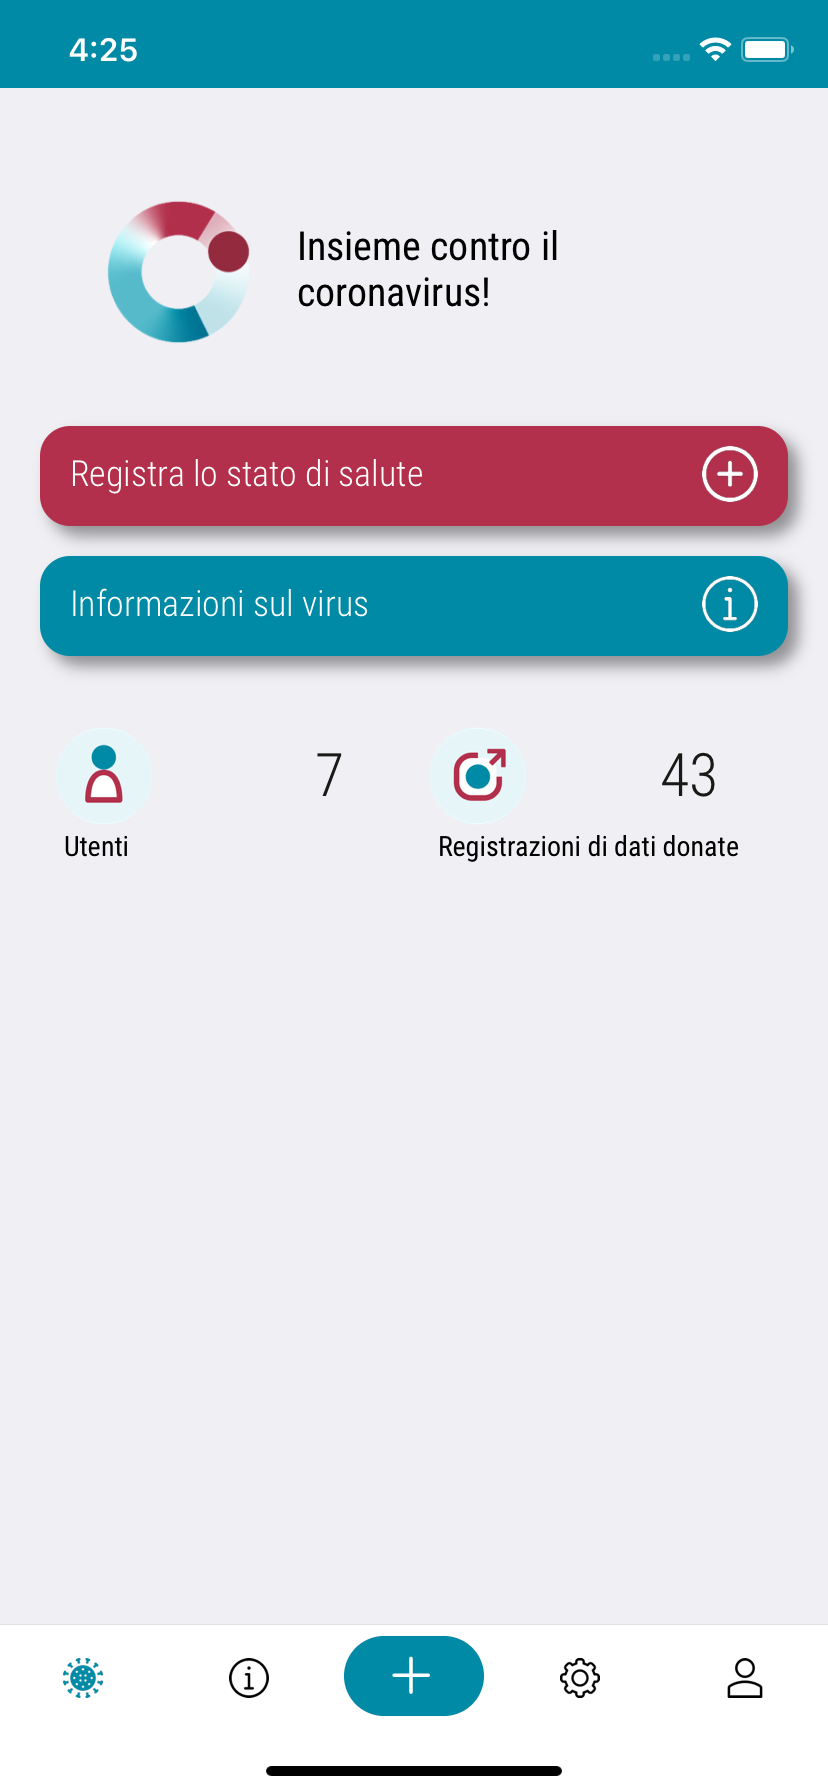 4:25
Insieme contro il
coronavirus!
Registra lo stato di salute
Informazioni sul virus
7
43
Utenti
Registrazioni di dati donate